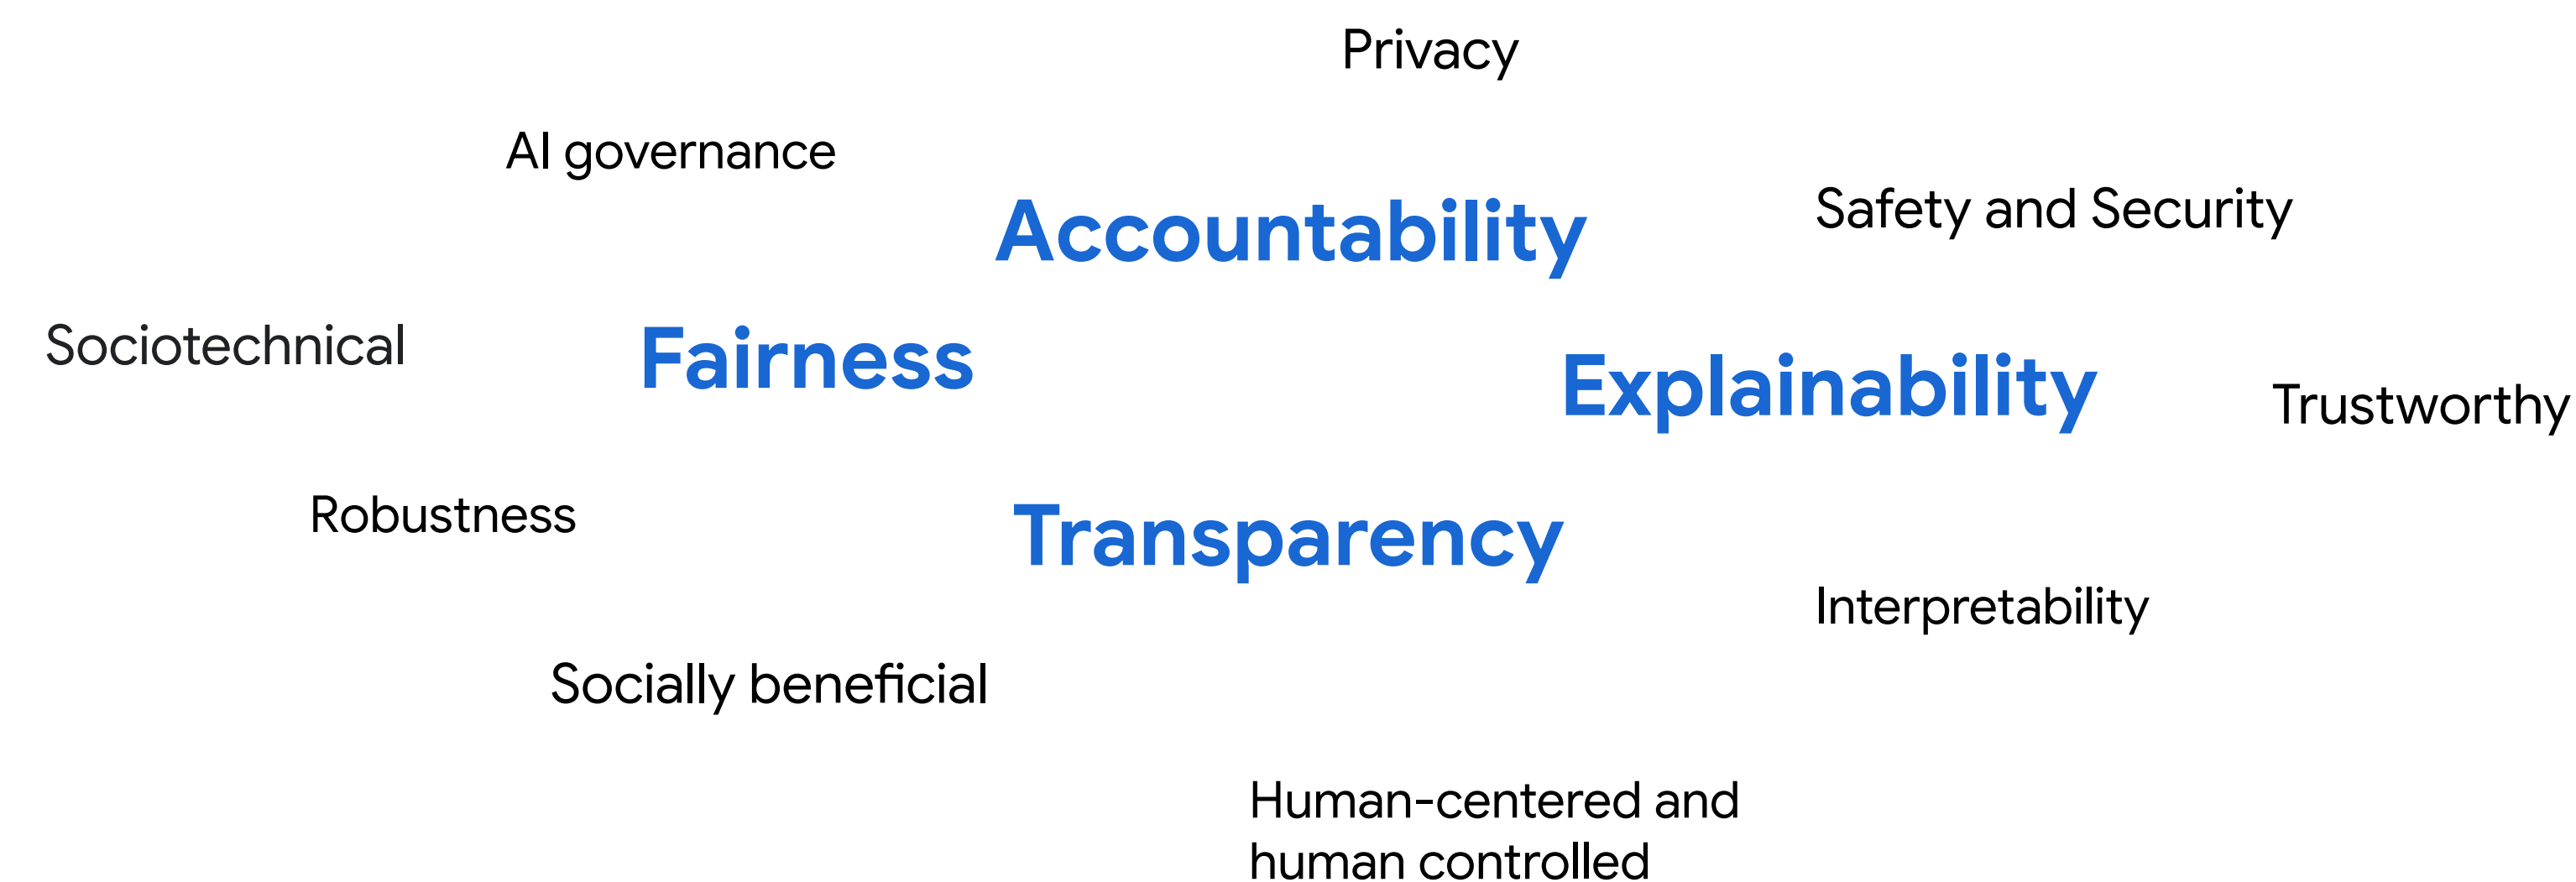 Privacy
AI governance
Safety and Security
Accountability
Sociotechnical
Fairness
Explainability
Trustworthy
Robustness
Transparency
Interpretability
Socially beneficial
Human-centered and
human controlled